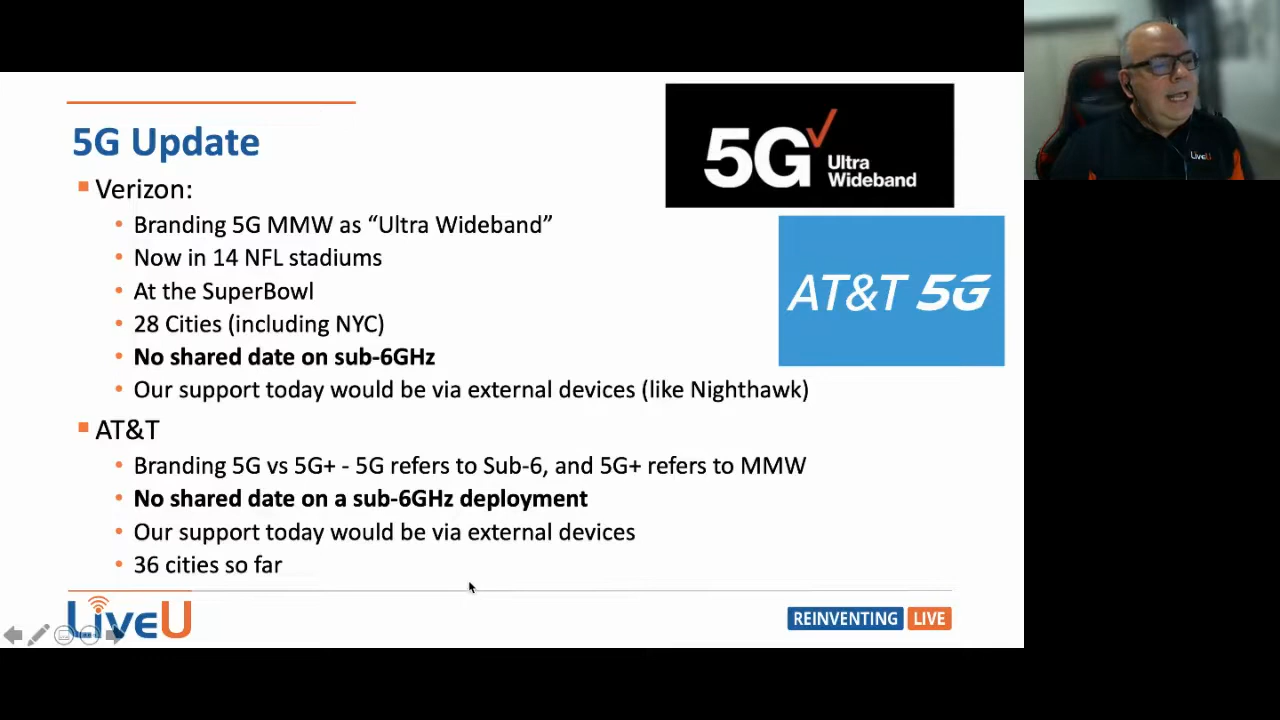 5G Update
5G Ultra Wideband
Verizon:
Branding 5G MMW as “Ultra Wideband”
Now in 14 NFL stadiums
At the SuperBowl
28 Cities (including NYC)
No shared date on sub-6GHz
Our support today would be via external devices (like Nighthawk)
AT&T 5G
AT&T
Branding 5G vs 5G+ - 5G refers to Sub-6, and 5G+ refers to MMW
No shared date on a sub-6GHz deployment
Our support today would be via external devices
36 cities so far
LiveU
REINVENTING LIVE
LiveU